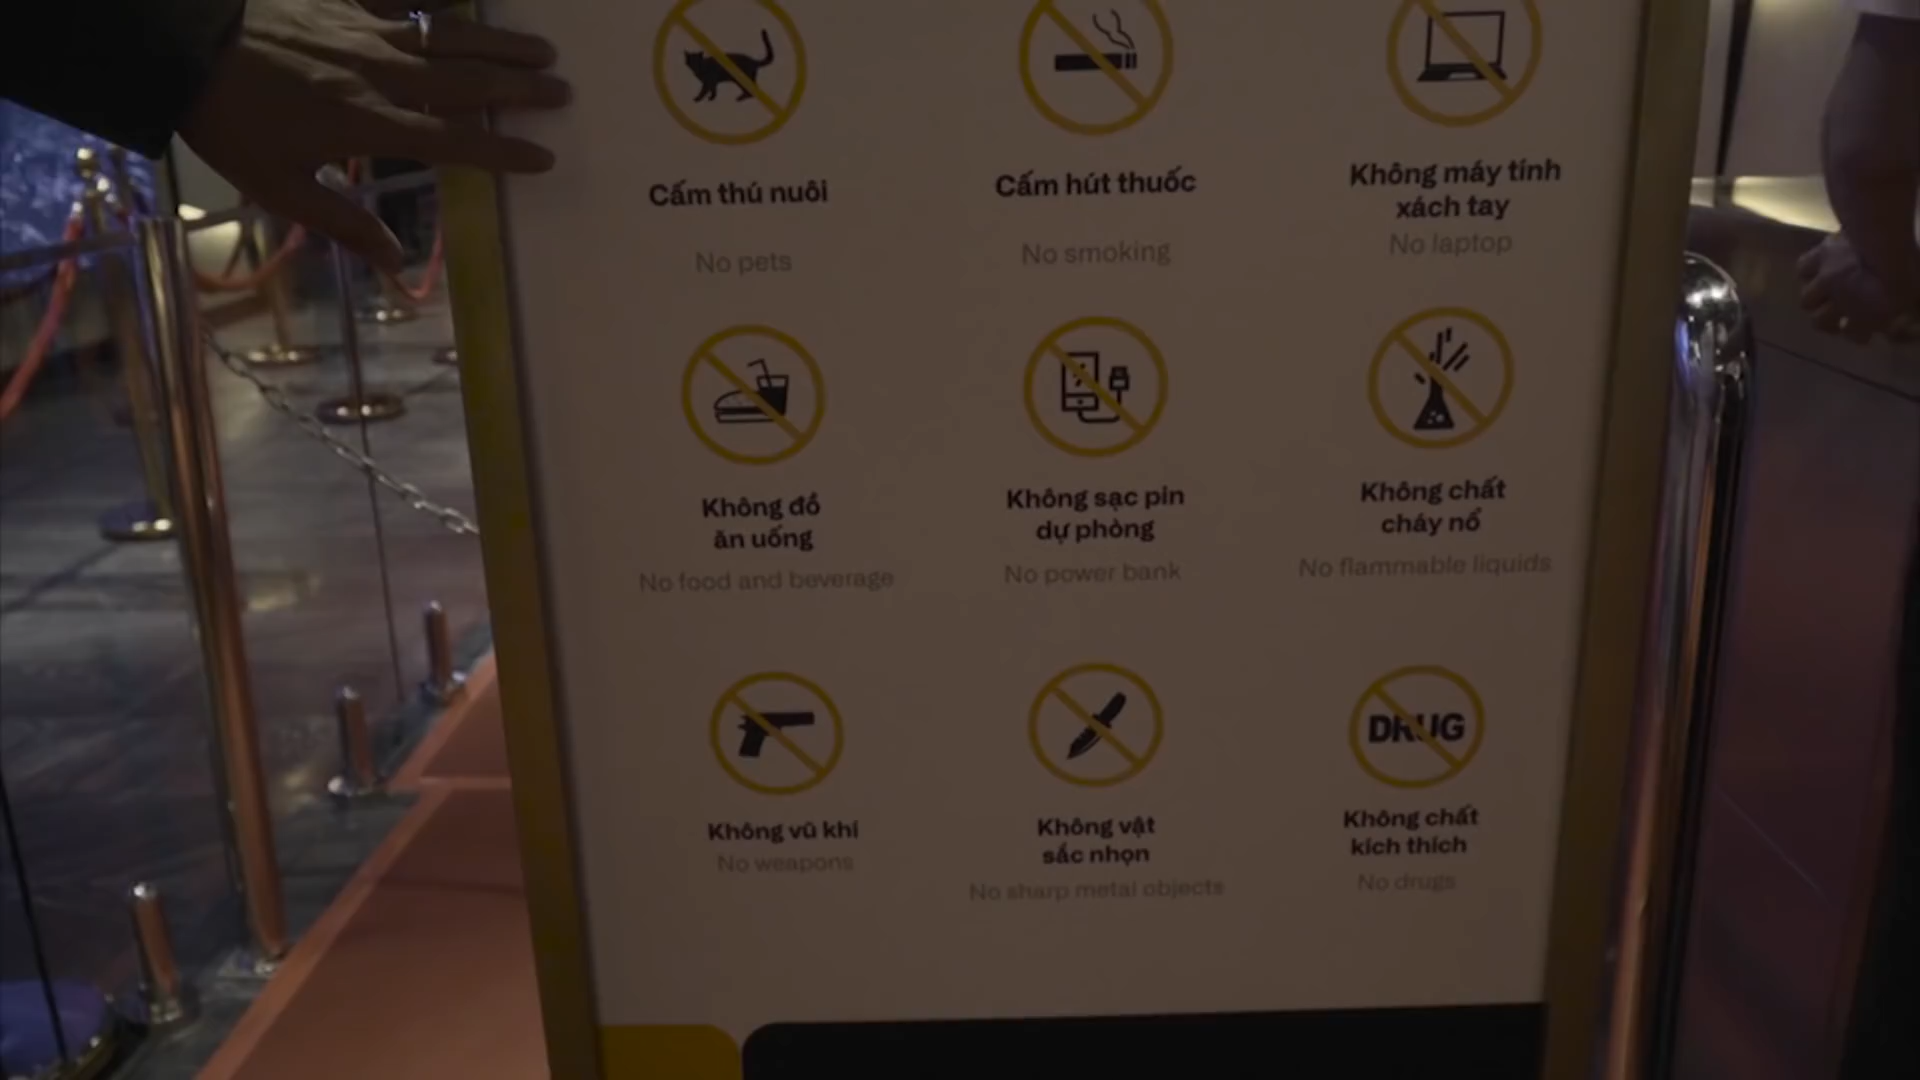 Cấm thú nuôi
No pets
Cấm hút thuốc
No smoking
Không máy tính
xách tay
No laptop
Không đồ
ăn uống
No food and beverage
Không sạc pin
dự phòng
No power bank
Không chất
cháy nổ
No flammable liquids
Không vũ khí
No weapons
Không vật
sắc nhọn
No sharp metal objects
DRUG
Không chất
kích thích
No drugs